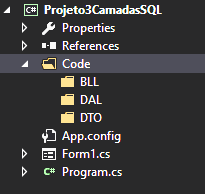 C# Projeto3CamadasSQL
Properties
References
Code
BLL
DAL
DTO
App.config
Form1.cs
C# Program.cs